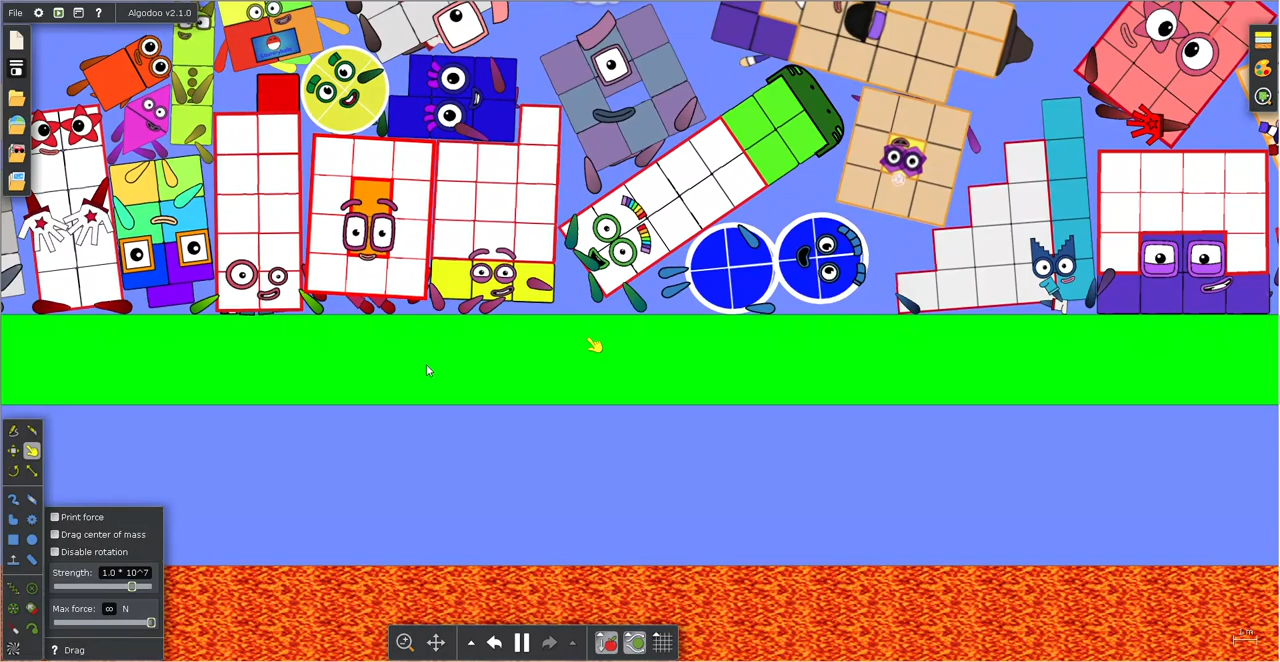 File
?
Algodoo v2.1.0
Print force
Drag center of mass
Disable rotation
Strength: 1.0 * 10^7
Max force: ∞ N
? Drag
1 m